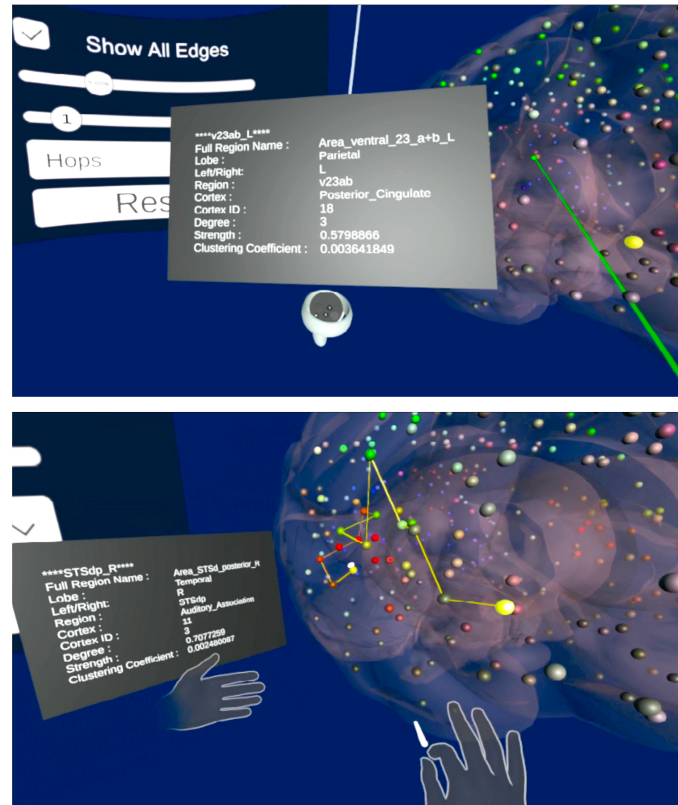 Show All Edges
1
Hops
Res
****v23ab_L****
Full Region Name : Area_ventral_23_a+b_L
Lobe : Parietal
Left/Right: L
Region : v23ab
Cortex : Posterior_Cingulate
Cortex ID : 18
Degree : 3
Strength : 0.5798866
Clustering Coefficient : 0.003641849
****STSdp_R****
Full Region Name : Area_STSd_posterior_R
Lobe : Temporal
Left/Right: R
Region : STSdp
Cortex : Auditory_Association
Cortex ID : 11
Degree : 3
Strength : 0.7077259
Clustering Coefficient : 0.002480087